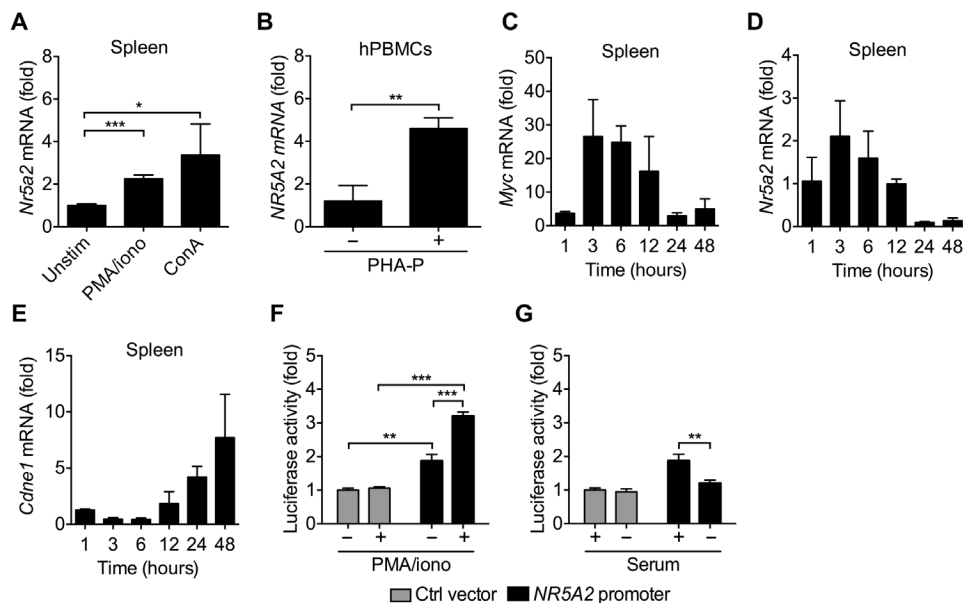 A
Spleen
Nr5a2 mRNA (fold)
8
6
4
2
0
*
***
Unstim
PMA/iono
ConA
B
hPBMCs
NR5A2 mRNA (fold)
8
6
4
2
0
**
– +
PHA-P
C
Spleen
Myc mRNA (fold)
50
40
30
20
10
0
1 3 6 12 24 48
Time (hours)
D
Spleen
Nr5a2 mRNA (fold)
4
3
2
1
0
1 3 6 12 24 48
Time (hours)
E
Spleen
Cdne1 mRNA (fold)
15
10
5
0
1 3 6 12 24 48
Time (hours)
F
Luciferase activity (fold)
5
4
3
2
1
0
***
***
**
– + – +
PMA/iono
G
Luciferase activity (fold)
5
4
3
2
1
0
**
+ – + –
Serum
Ctrl vector NR5A2 promoter